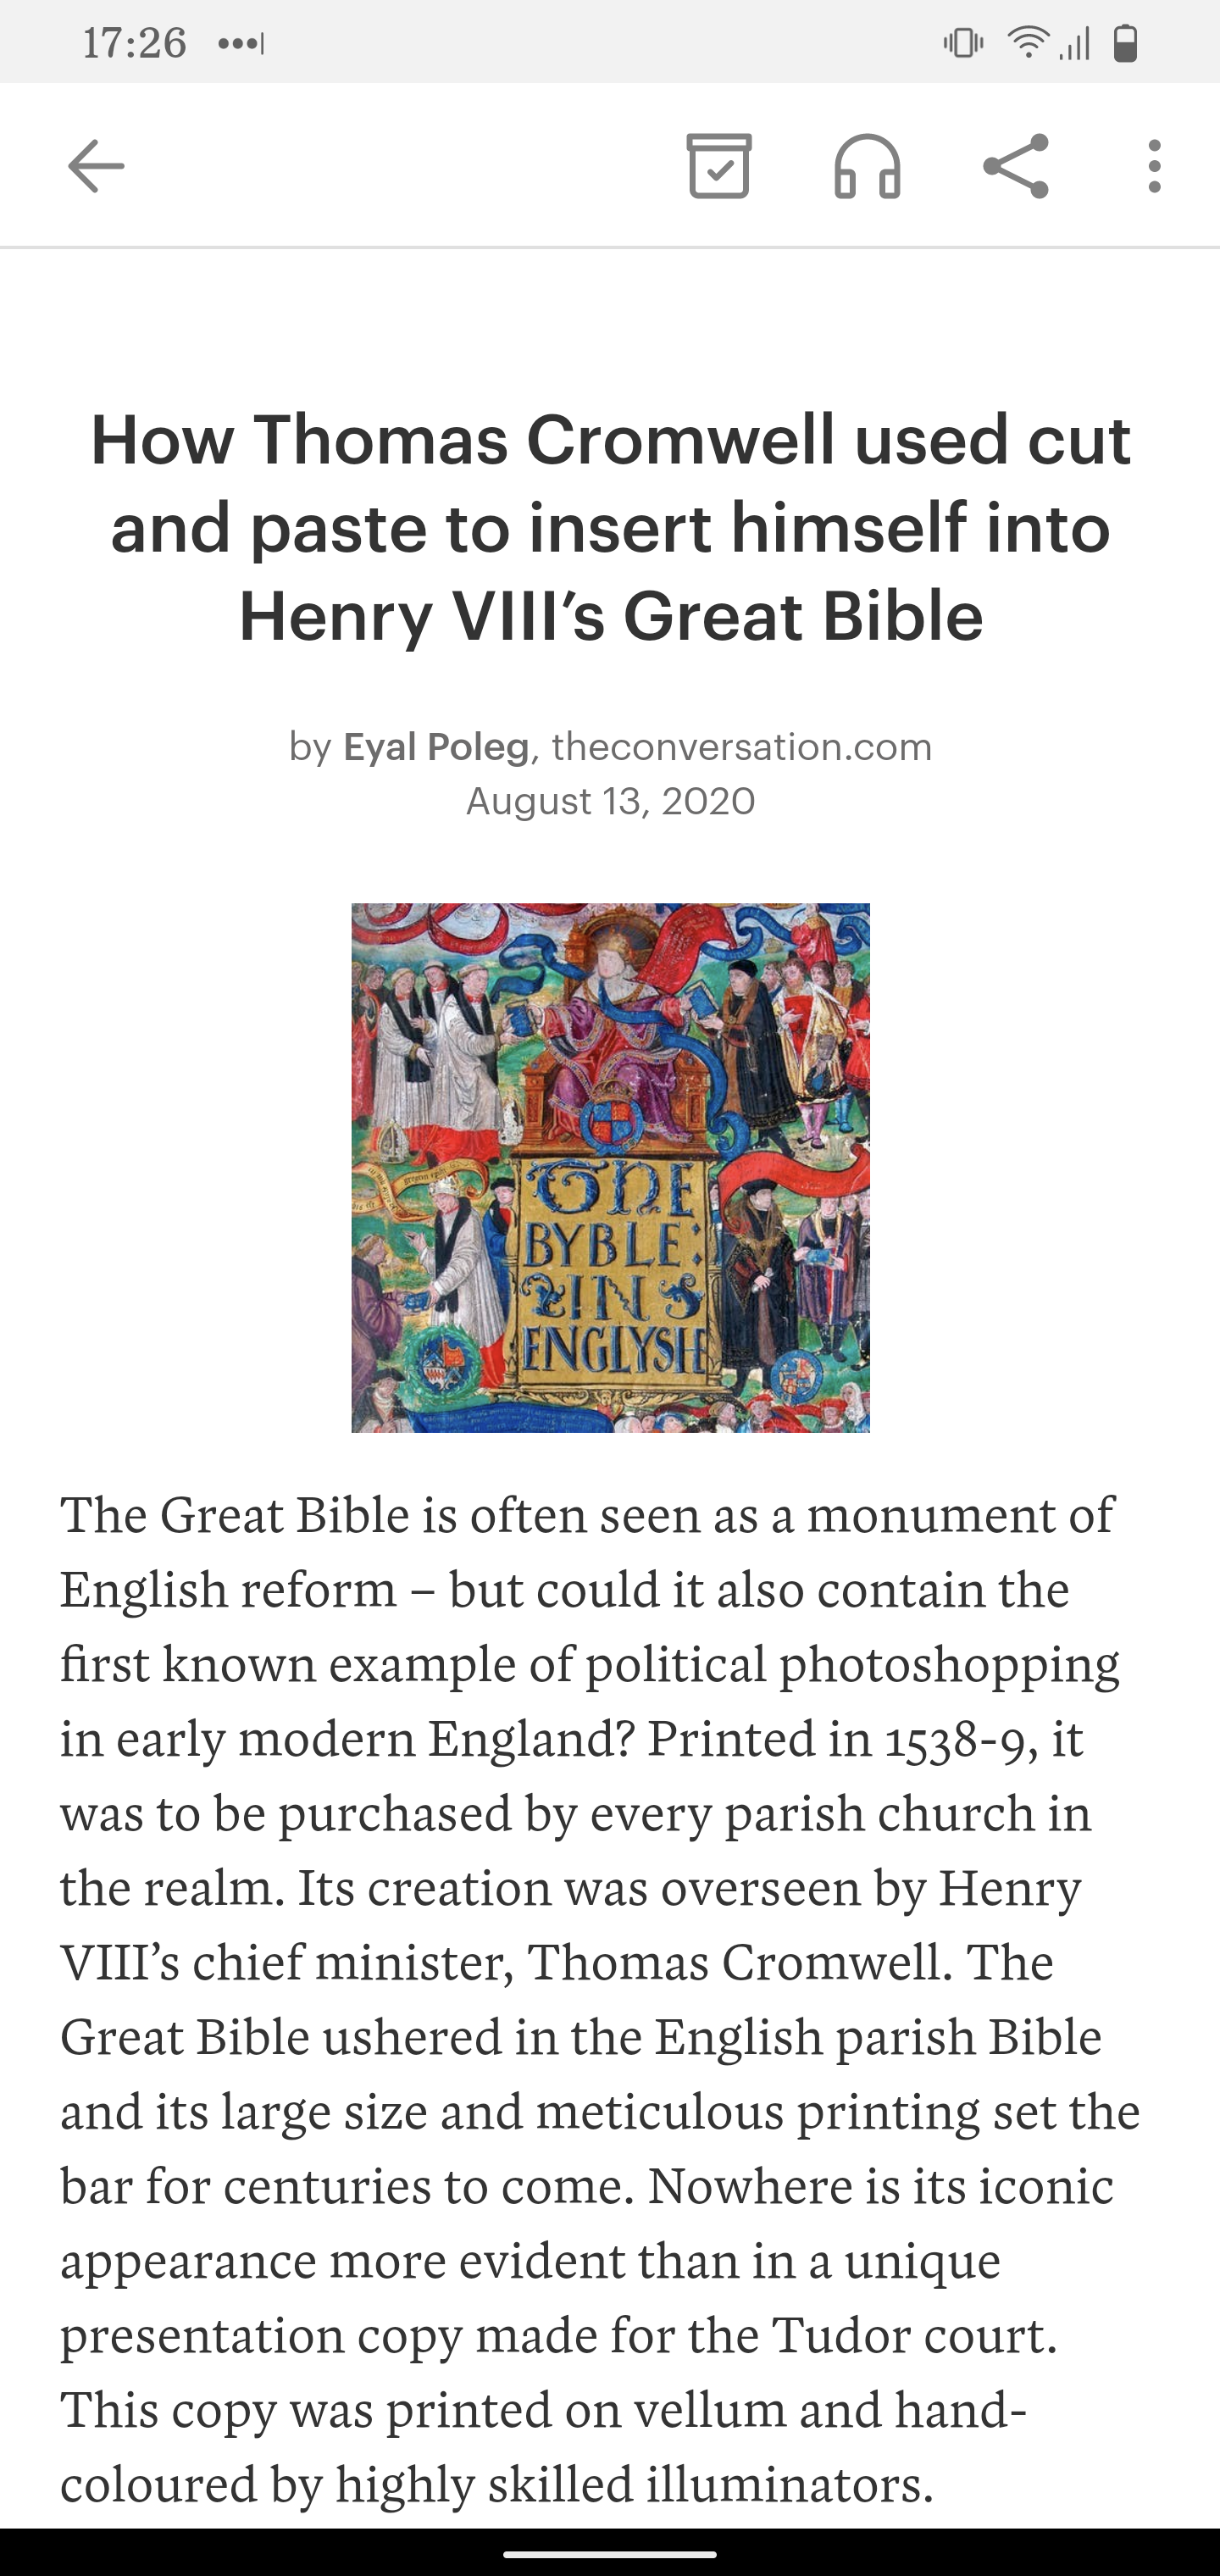 17:26
How Thomas Cromwell used cut
and paste to insert himself into
Henry VIII’s Great Bible
by Eyal Poleg, theconversation.com
August 13, 2020
THE
BYBLE:
IN
ENGLYSH
The Great Bible is often seen as a monument of
English reform – but could it also contain the
first known example of political photoshopping
in early modern England? Printed in 1538-9, it
was to be purchased by every parish church in
the realm. Its creation was overseen by Henry
VIII’s chief minister, Thomas Cromwell. The
Great Bible ushered in the English parish Bible
and its large size and meticulous printing set the
bar for centuries to come. Nowhere is its iconic
appearance more evident than in a unique
presentation copy made for the Tudor court.
This copy was printed on vellum and hand-
coloured by highly skilled illuminators.